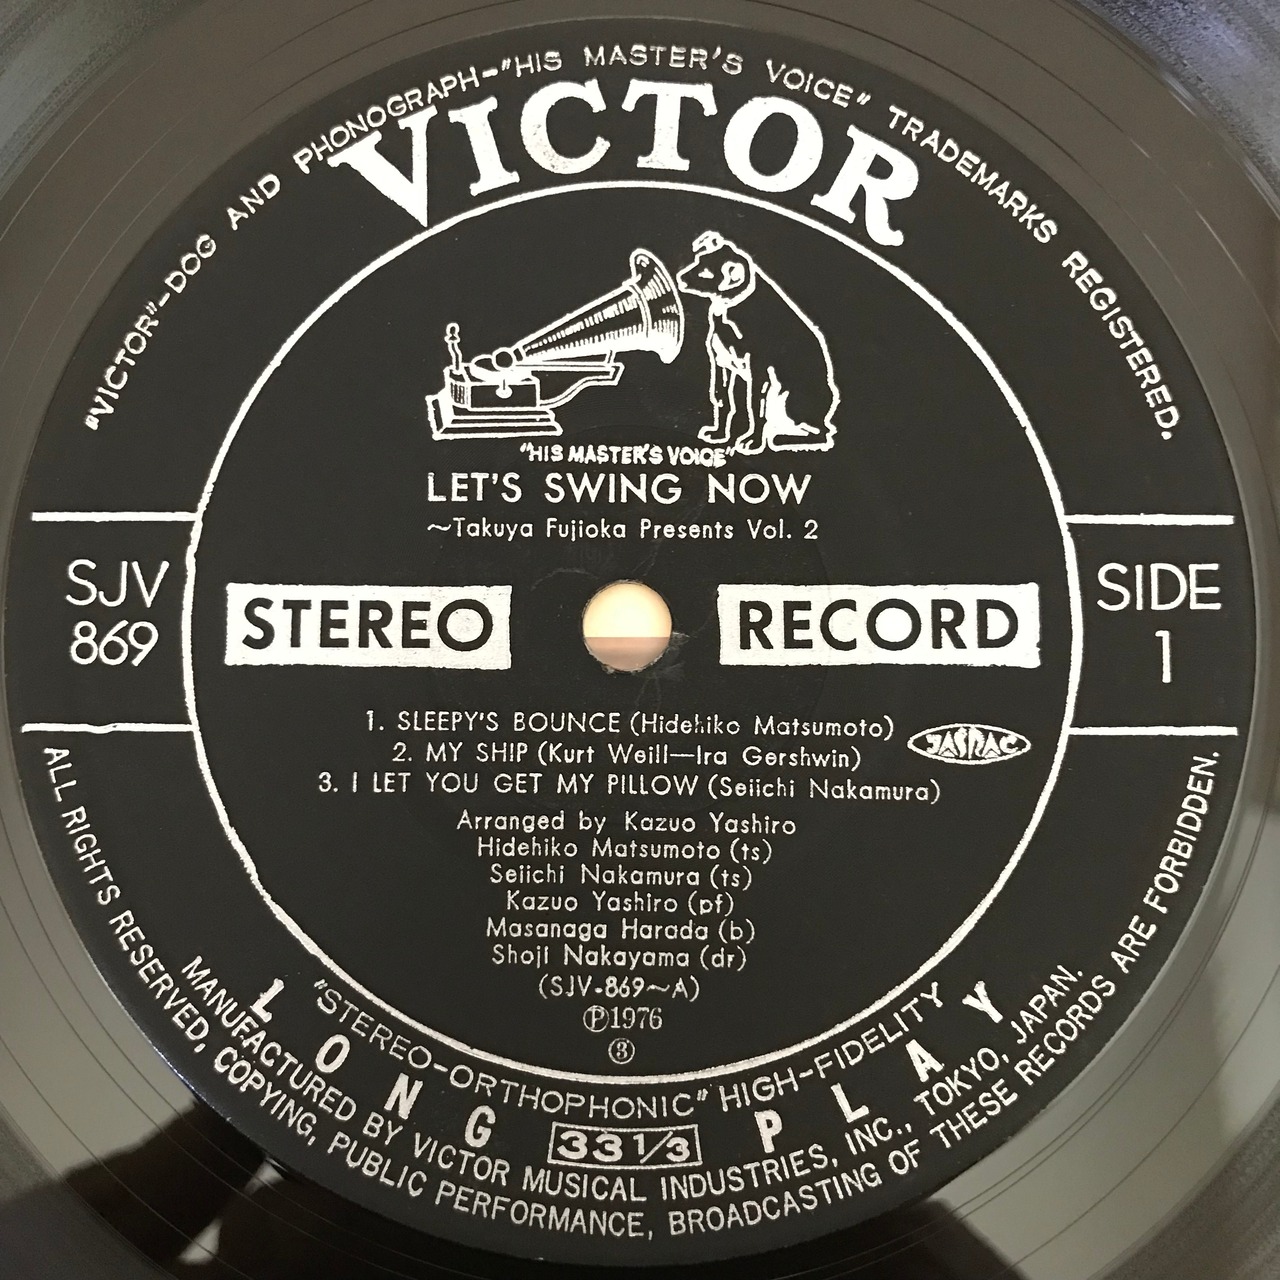 "VICTOR"-DOG AND PHONOGRAPH-"HIS MASTER'S VOICE" TRADEMARKS REGISTERED.
VICTOR
"HIS MASTER'S VOICE"
LET'S SWING NOW
~Takuya Fujioka Presents Vol. 2
SJV
869
STEREO RECORD
SIDE
1
1. SLEEPY'S BOUNCE (Hidehiko Matsumoto)
2. MY SHIP (Kurt Weill—Ira Gershwin)
3. I LET YOU GET MY PILLOW (Seiichi Nakamura)
JASRAC
Arranged by Kazuo Yashiro
Hidehiko Matsumoto (ts)
Seiichi Nakamura (ts)
Kazuo Yashiro (pf)
Masanaga Harada (b)
Shoji Nakayama (dr)
(SJV-869~A)
Ⓟ1976
③
"STEREO-ORTHOPHONIC" HIGH-FIDELITY
LONG 33 1/3 PLAY
MANUFACTURED BY VICTOR MUSICAL INDUSTRIES, INC., TOKYO, JAPAN.
ALL RIGHTS RESERVED, COPYING, PUBLIC PERFORMANCE, BROADCASTING OF THESE RECORDS ARE FORBIDDEN.